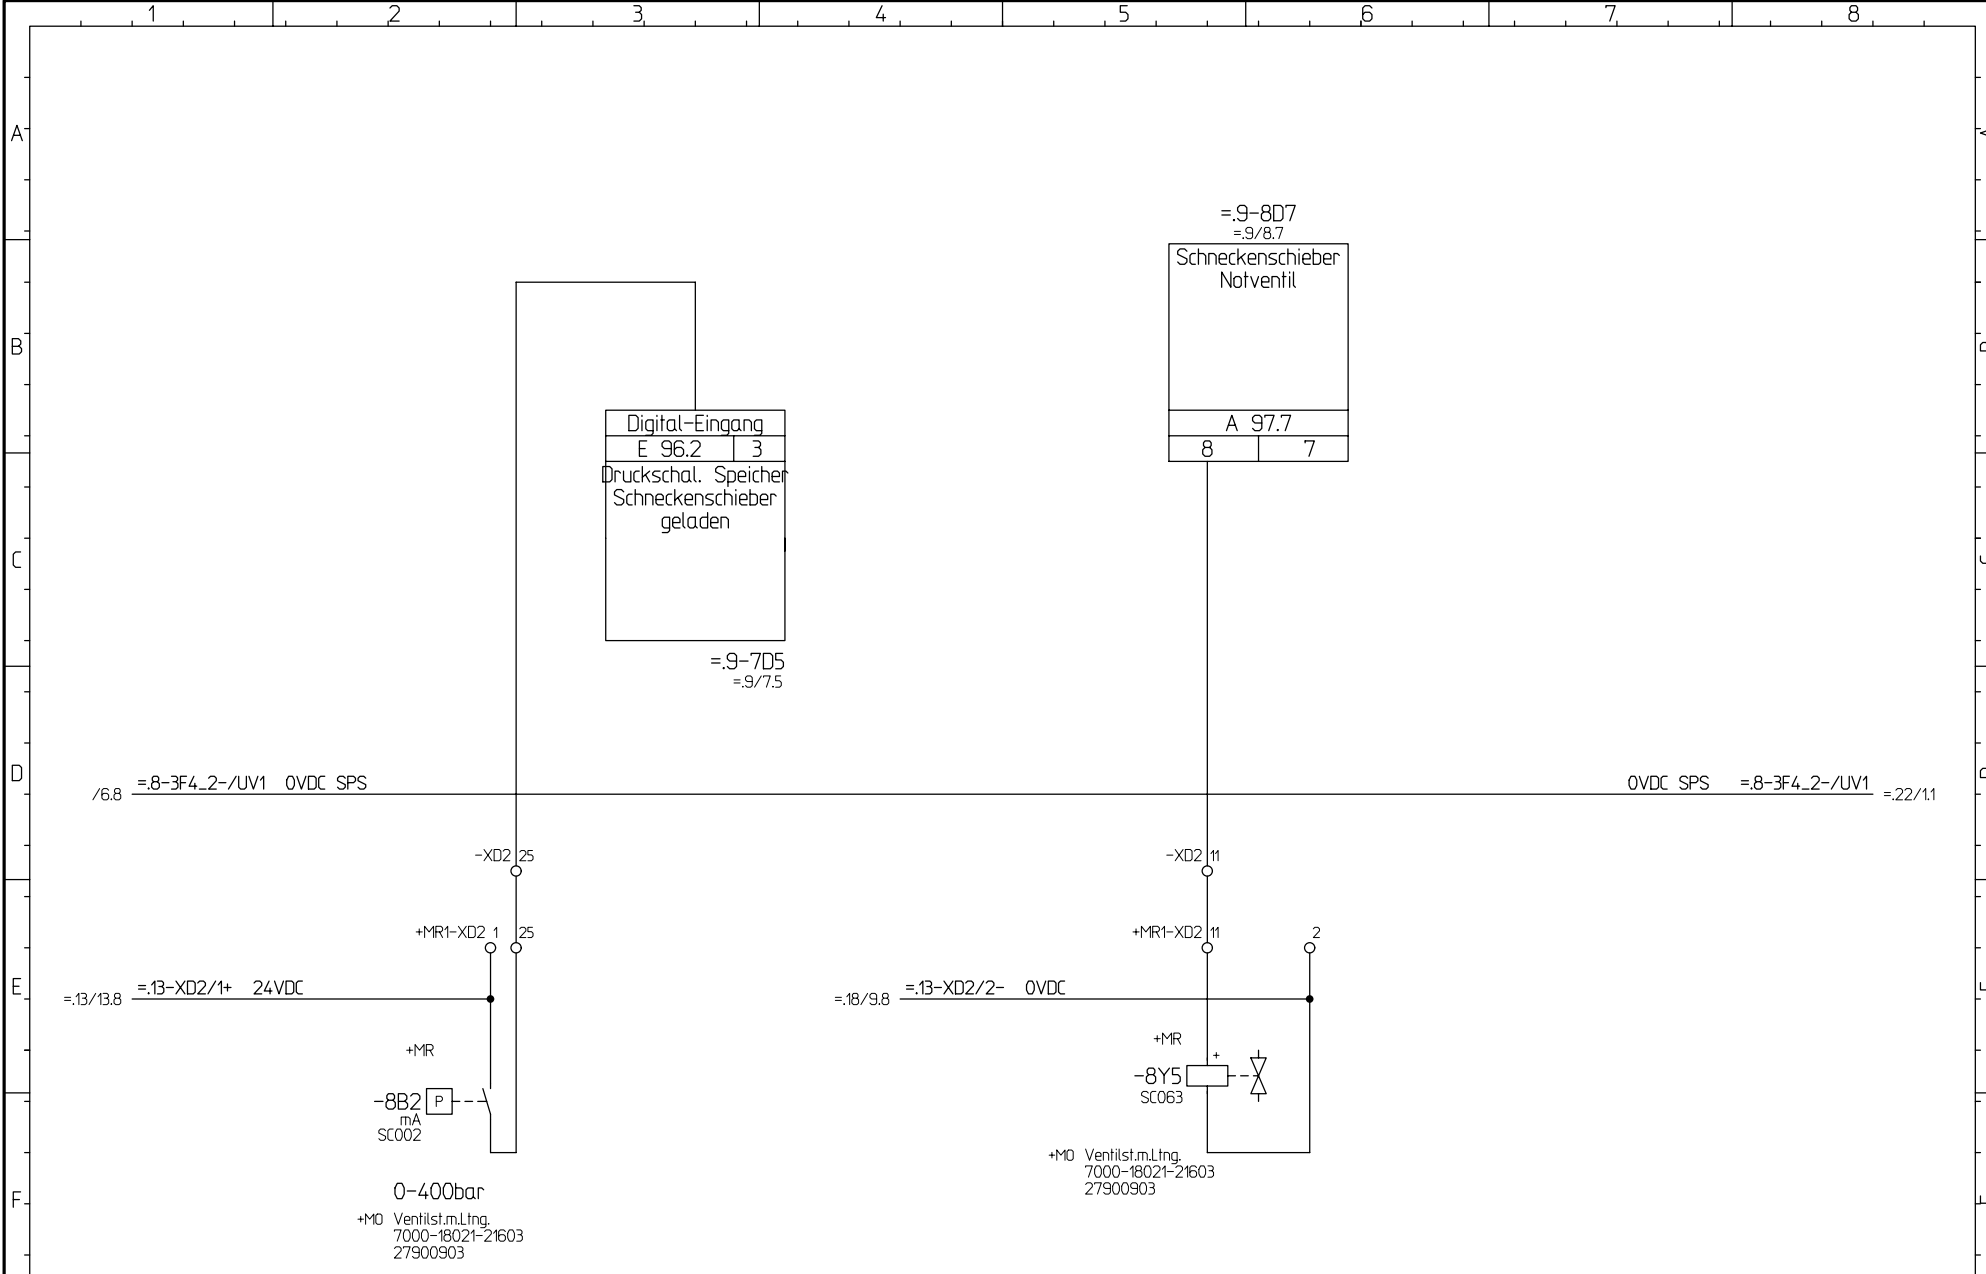 1 2 3 4 5 6 7 8
A
=.9-8D7
=.9/8.7
Schneckenschieber
Notventil
B
Digital-Eingang
E 96.2 3
Druckschal. Speicher
Schneckenschieber
geladen
A 97.7
8 7
C
=.9-7D5
=.9/7.5
D
/6.8 =.8-3F4_2-/UV1 0VDC SPS
0VDC SPS =.8-3F4_2-/UV1 =.22/1.1
-XD2 25
-XD2 11
+MR1-XD2 1 25
+MR1-XD2 11 2
E
=.13/13.8 =.13-XD2/1+ 24VDC
=.18/9.8 =.13-XD2/2- 0VDC
+MR
-8B2 P
mA
SC002
+MR
+
-8Y5
SC063
0-400bar
+M0 Ventilst.m.Ltng.
7000-18021-21603
27900903
+M0 Ventilst.m.Ltng.
7000-18021-21603
27900903
F